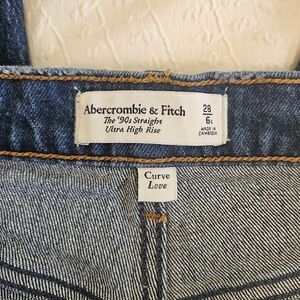 Abercrombie & Fitch
The '90s Straight
Ultra High Rise
28
6s
MADE IN
CAMBODIA
Curve
Love